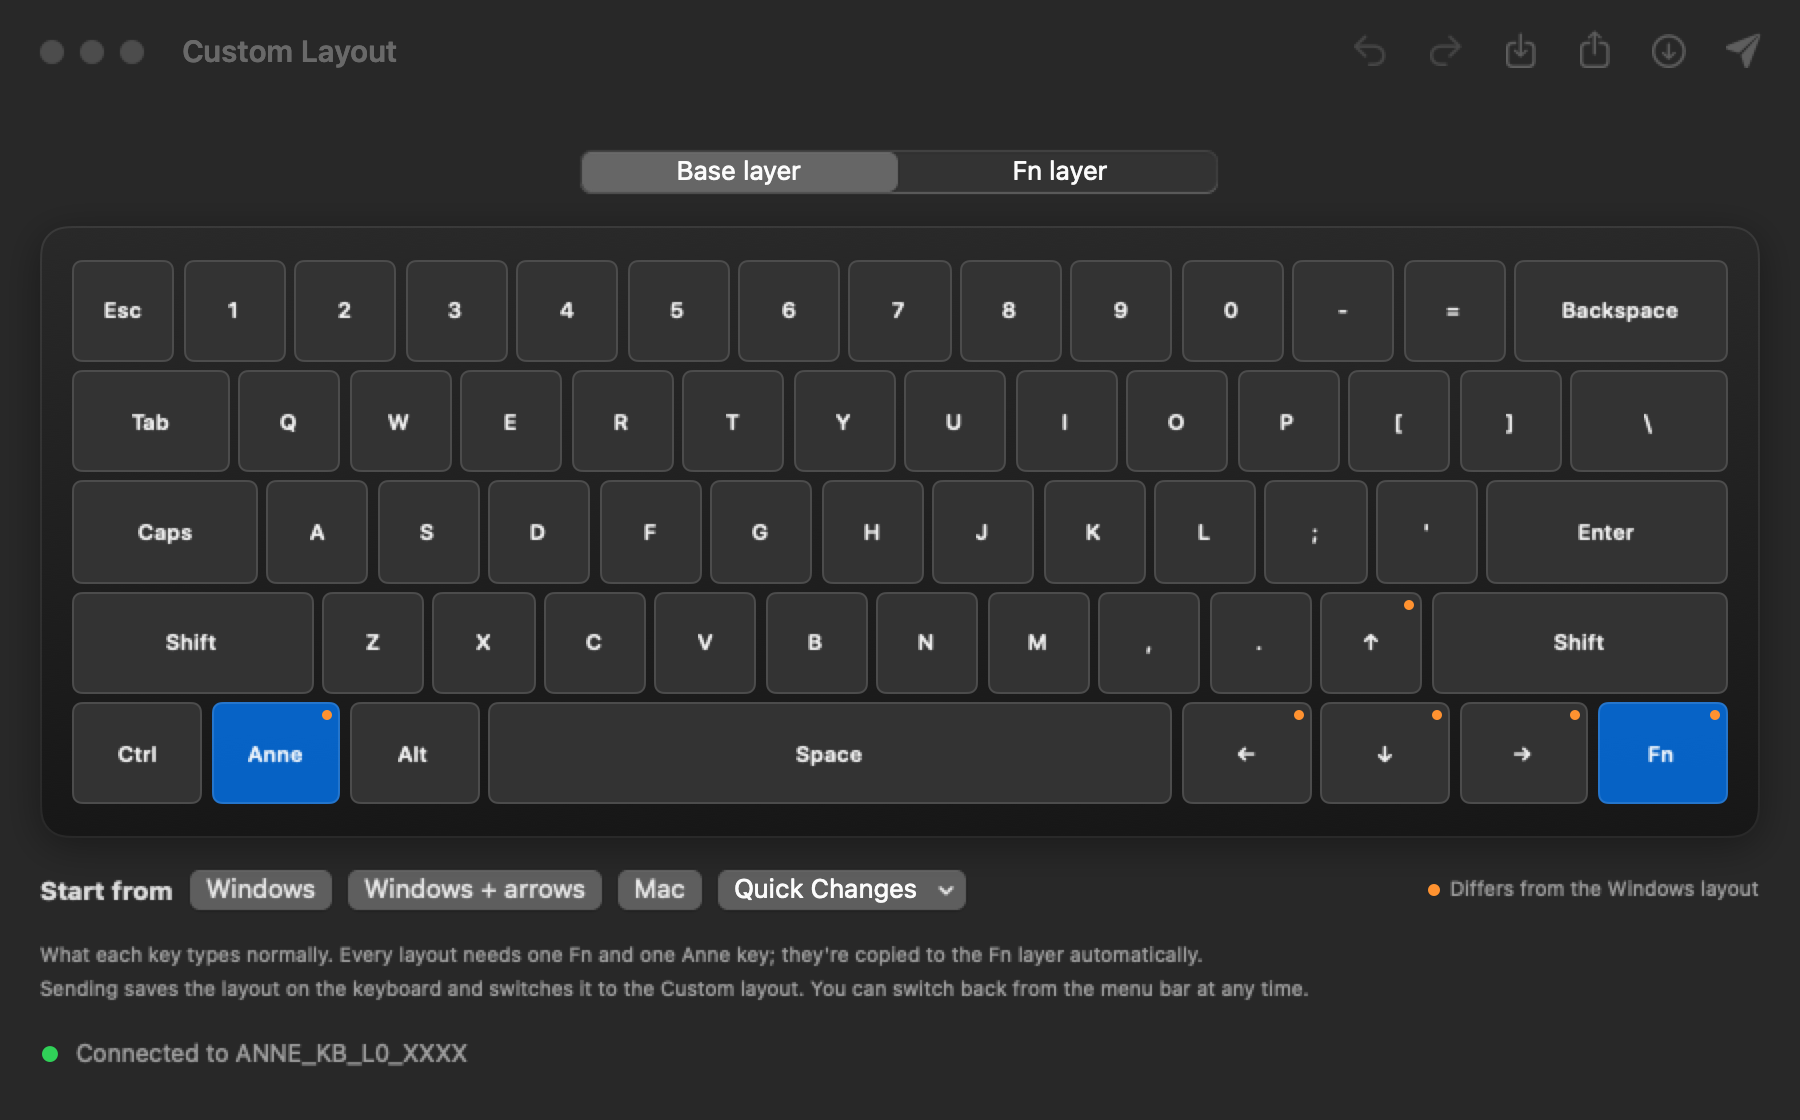 Custom Layout
Base layer Fn layer
Esc 1 2 3 4 5 6 7 8 9 0 - = Backspace
Tab Q W E R T Y U I O P [ ] \
Caps A S D F G H J K L ; ' Enter
Shift Z X C V B N M , . ↑ Shift
Ctrl Anne Alt Space ← ↓ → Fn
Start from Windows Windows + arrows Mac Quick Changes Differs from the Windows layout
What each key types normally. Every layout needs one Fn and one Anne key; they're copied to the Fn layer automatically.
Sending saves the layout on the keyboard and switches it to the Custom layout. You can switch back from the menu bar at any time.
Connected to ANNE_KB_L0_XXXX